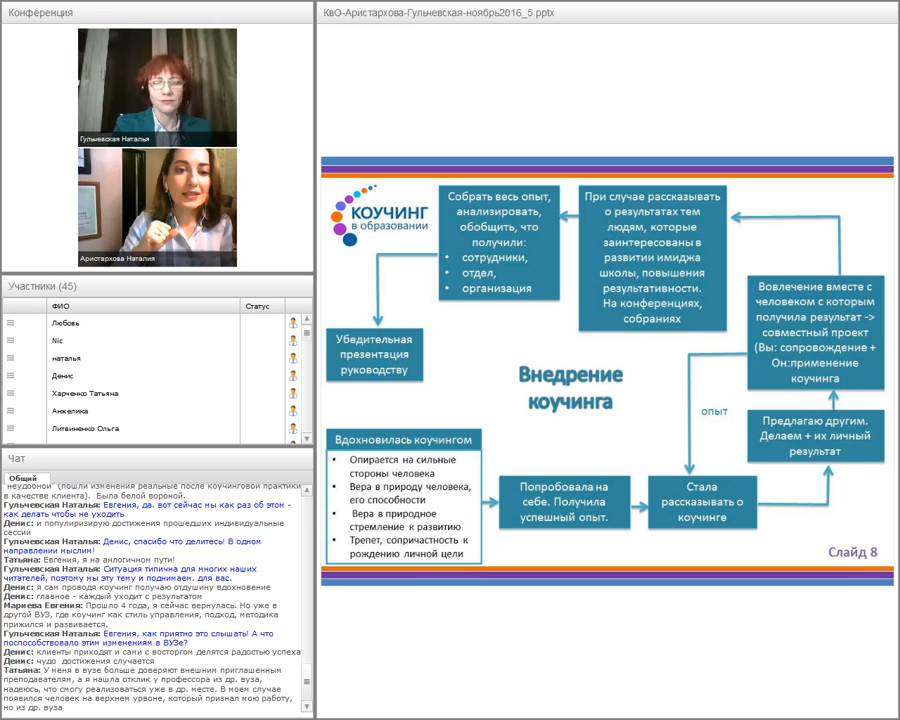 Конференция
Гульчевская Наталья
Аристархова Наталия
Участники (45)
ФИО
Статус
Любовь
Nic
наталья
Денис
Харченко Татьяна
Анжелика
Литвиненко Ольга
Чат
Общий
неудобной (пошли изменения реальные после коучинговой практики
в качестве клиента). Была белой вороной.
Гульчевская Наталья: Евгения, да. вот сейчас мы как раз об этом -
как делать чтобы не уходить
Денис: и популиризирую достижения прошедших индивидуальные
сессии
Гульчевская Наталья: Денис, спасибо что делитесь! В одном
направлении мыслим!
Татьяна: Евгения, я на анлогичном пути!
Гульчевская Наталья: Ситуация типична для многих наших
читателей, поэтому мы эту тему и поднимаем. для вас.
Денис: я сам проводя коучинг получаю отдушину вдохновение
Денис: главное - каждый уходит с результатом
Мариева Евгения: Прошло 4 года, я сейчас вернулась. Но уже в
другой ВУЗ, где коучинг как стиль управления, подход, методика
прижился и развивается.
Гульчевская Наталья: Евгения, как приятно это слышать! А что
поспособствовало этим изменениям в ВУЗе?
Денис: клиенты приходят и сами с восторгом делятся радостью успеха
Денис: чудо достижения случается
Татьяна: У меня в вузе больше доверяют внешним приглашенным
преподавателям, а я нашла отклик у профессора из др. вуза,
надеюсь, что смогу реализоваться уже в др. месте. В моем случае
появился человек на верхнем урвоне, который признал мою работу,
но из др. вуза
КвО-Аристархова-Гульневская-ноябрь2016_5.pptx
КОУЧИНГ
в образовании
Собрать весь опыт,
анализировать,
обобщить, что
получили:
• сотрудники,
• отдел,
• организация
При случае рассказывать
о результатах тем
людям, которые
заинтересованы в
развитии имиджа
школы, повышения
результативности.
На конференциях,
собраниях
Вовлечение вместе с
человеком с которым
получила результат ->
совместный проект
(Вы: сопровождение +
Он:применение
коучинга
Убедительная
презентация
руководству
Внедрение
коучинга
опыт
Предлагаю другим.
Делаем + их личный
результат
Вдохновилась коучингом
• Опирается на сильные
стороны человека
• Вера в природу человека,
его способности
• Вера в природное
стремление к развитию
• Трепет, сопричастность к
рождению личной цели
Попробовала на
себе. Получила
успешный опыт.
Стала
рассказывать о
коучинге
Слайд 8